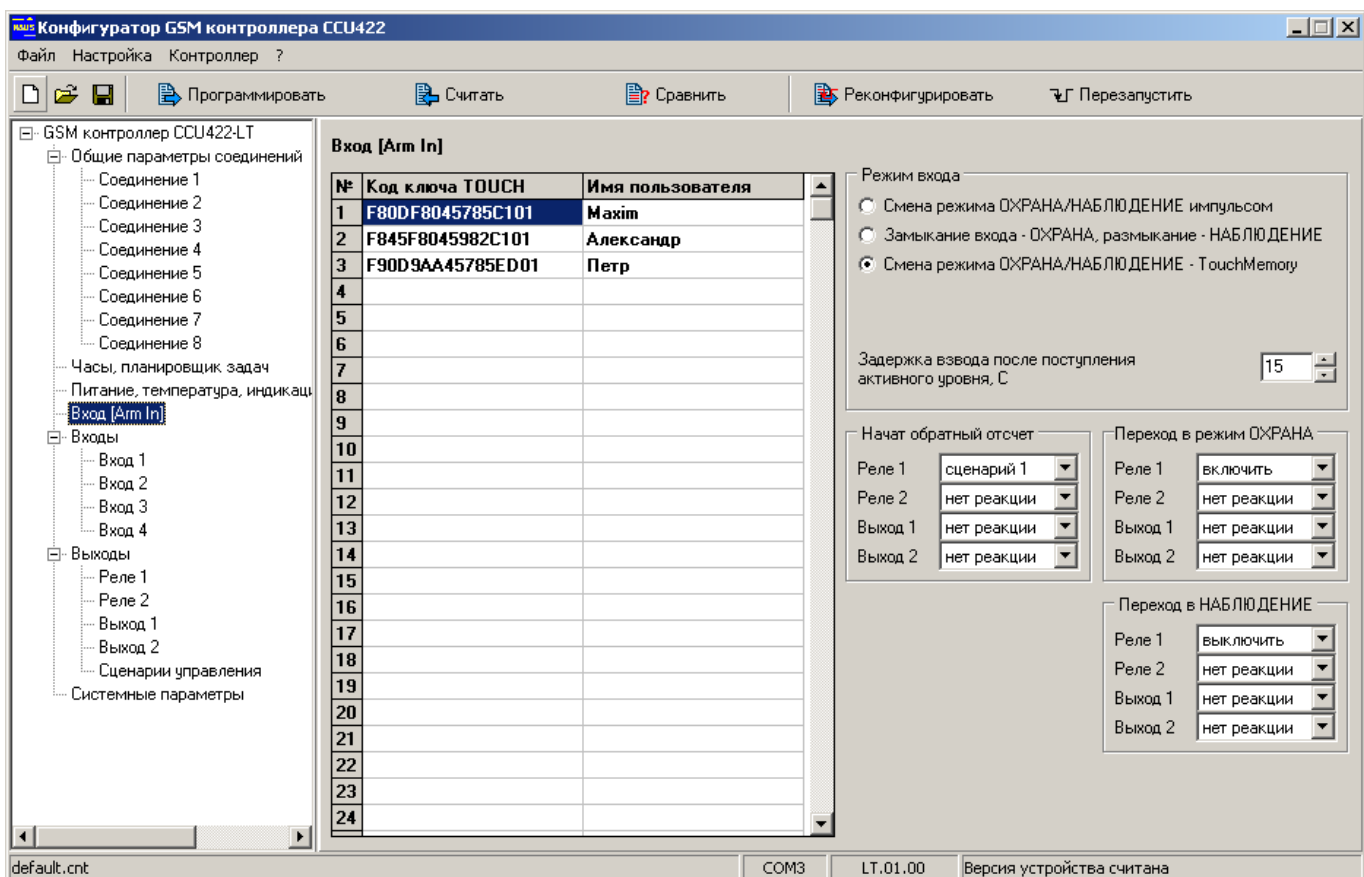 Конфигуратор GSM контроллера CCU422
Файл Настройка Контроллер ?
Программировать Считать Сравнить Реконфигурировать Перезапустить
GSM контроллер CCU422-LT
Общие параметры соединений
Соединение 1
Соединение 2
Соединение 3
Соединение 4
Соединение 5
Соединение 6
Соединение 7
Соединение 8
Часы, планировщик задач
Питание, температура, индикаци
Вход [Arm In]
Входы
Вход 1
Вход 2
Вход 3
Вход 4
Выходы
Реле 1
Реле 2
Выход 1
Выход 2
Сценарии управления
Системные параметры
Вход [Arm In]
№ Код ключа TOUCH Имя пользователя
1 F80DF8045785C101 Maxim
2 F845F8045982C101 Александр
3 F90D9AA45785ED01 Петр
4
5
6
7
8
9
10
11
12
13
14
15
16
17
18
19
20
21
22
23
24
Режим входа
Смена режима ОХРАНА/НАБЛЮДЕНИЕ импульсом
Замыкание входа - ОХРАНА, размыкание - НАБЛЮДЕНИЕ
Смена режима ОХРАНА/НАБЛЮДЕНИЕ - TouchMemory
Задержка взвода после поступления
активного уровня, С 15
Начат обратный отсчет
Реле 1 сценарий 1
Реле 2 нет реакции
Выход 1 нет реакции
Выход 2 нет реакции
Переход в режим ОХРАНА
Реле 1 включить
Реле 2 нет реакции
Выход 1 нет реакции
Выход 2 нет реакции
Переход в НАБЛЮДЕНИЕ
Реле 1 выключить
Реле 2 нет реакции
Выход 1 нет реакции
Выход 2 нет реакции
default.cnt COM3 LT.01.00 Версия устройства считана